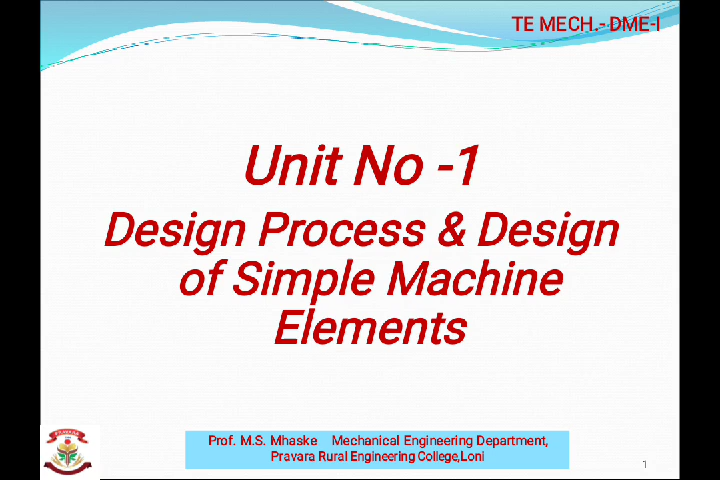 TE MECH.- DME-I
Unit No -1
Design Process & Design
of Simple Machine
Elements
PRAVARA
Prof. M.S. Mhaske Mechanical Engineering Department,
Pravara Rural Engineering College,Loni
1